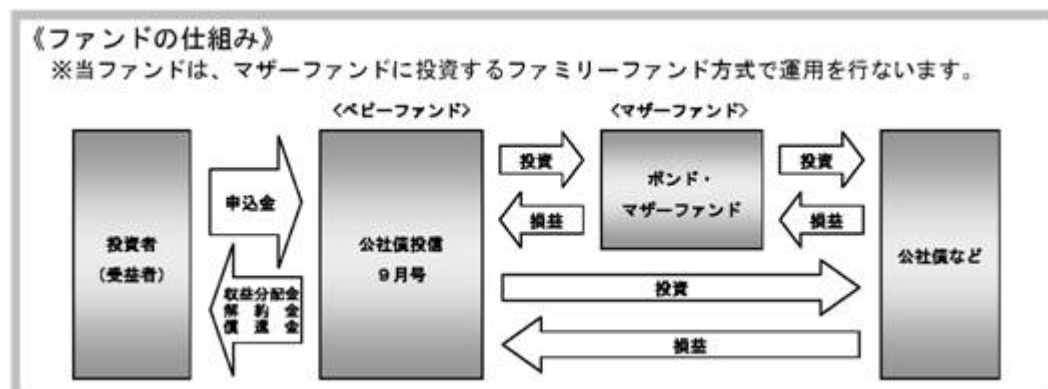 《ファンドの仕組み》
※当ファンドは、マザーファンドに投資するファミリーファンド方式で運用を行ないます。
〈ベビーファンド〉
〈マザーファンド〉
投資者
(受益者)
申込金
収益分配金
解約金
償還金
公社債投信
9月号
投資
損益
ボンド・
マザーファンド
投資
損益
投資
損益
公社債など